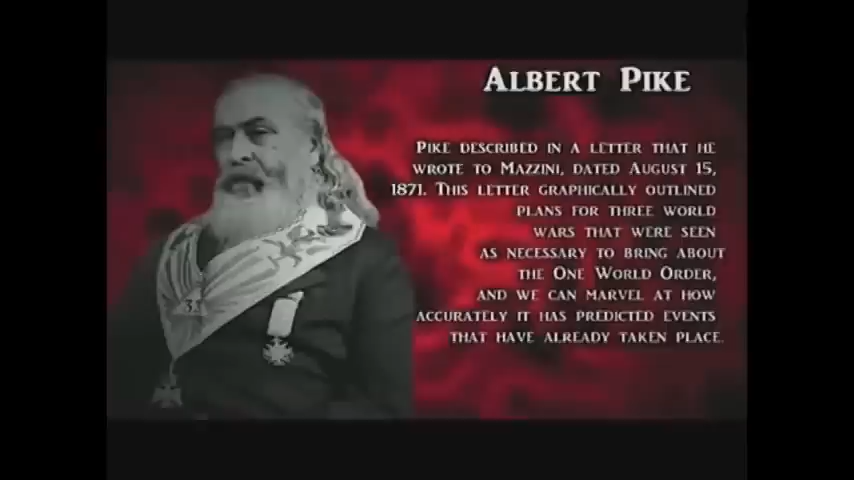 Albert Pike
Pike described in a letter that he
wrote to Mazzini, dated August 15,
1871. This letter graphically outlined
plans for three world
wars that were seen
as necessary to bring about
the One World Order,
and we can marvel at how
accurately it has predicted events
that have already taken place.
33